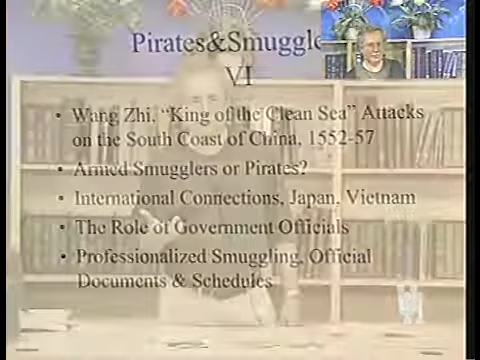 Pirates&Smuggle
VI
• Wang Zhi, “King of the “Clean Sea” Attacks
on the South Coast of China, 1552-57
• Armed Smugglers or Pirates?
• International Connections, Japan, Vietnam
• The Role of Government Officials
• Professionalized Smuggling, Official
Documents & Schedules